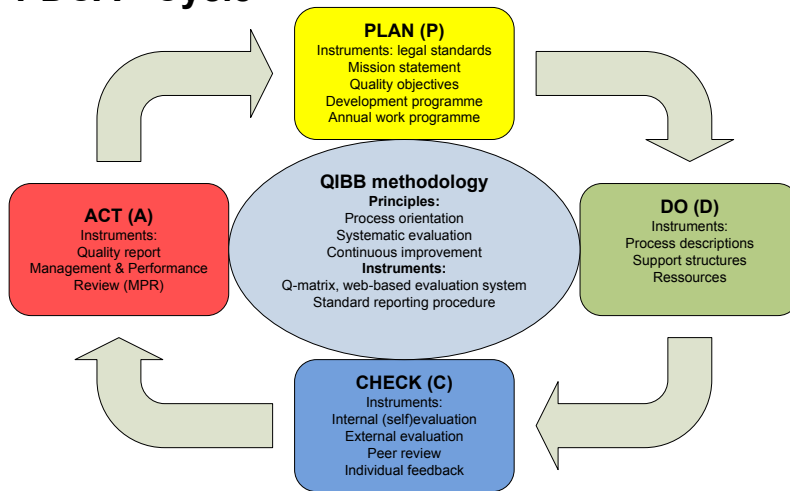 PLAN (P)
Instruments: legal standards
Mission statement
Quality objectives
Development programme
Annual work programme
QIBB methodology
Principles:
Process orientation
Systematic evaluation
Continuous improvement
Instruments:
Q-matrix, web-based evaluation system
Standard reporting procedure
ACT (A)
Instruments:
Quality report
Management & Performance
Review (MPR)
DO (D)
Instruments:
Process descriptions
Support structures
Ressources
CHECK (C)
Instruments:
Internal (self)evaluation
External evaluation
Peer review
Individual feedback